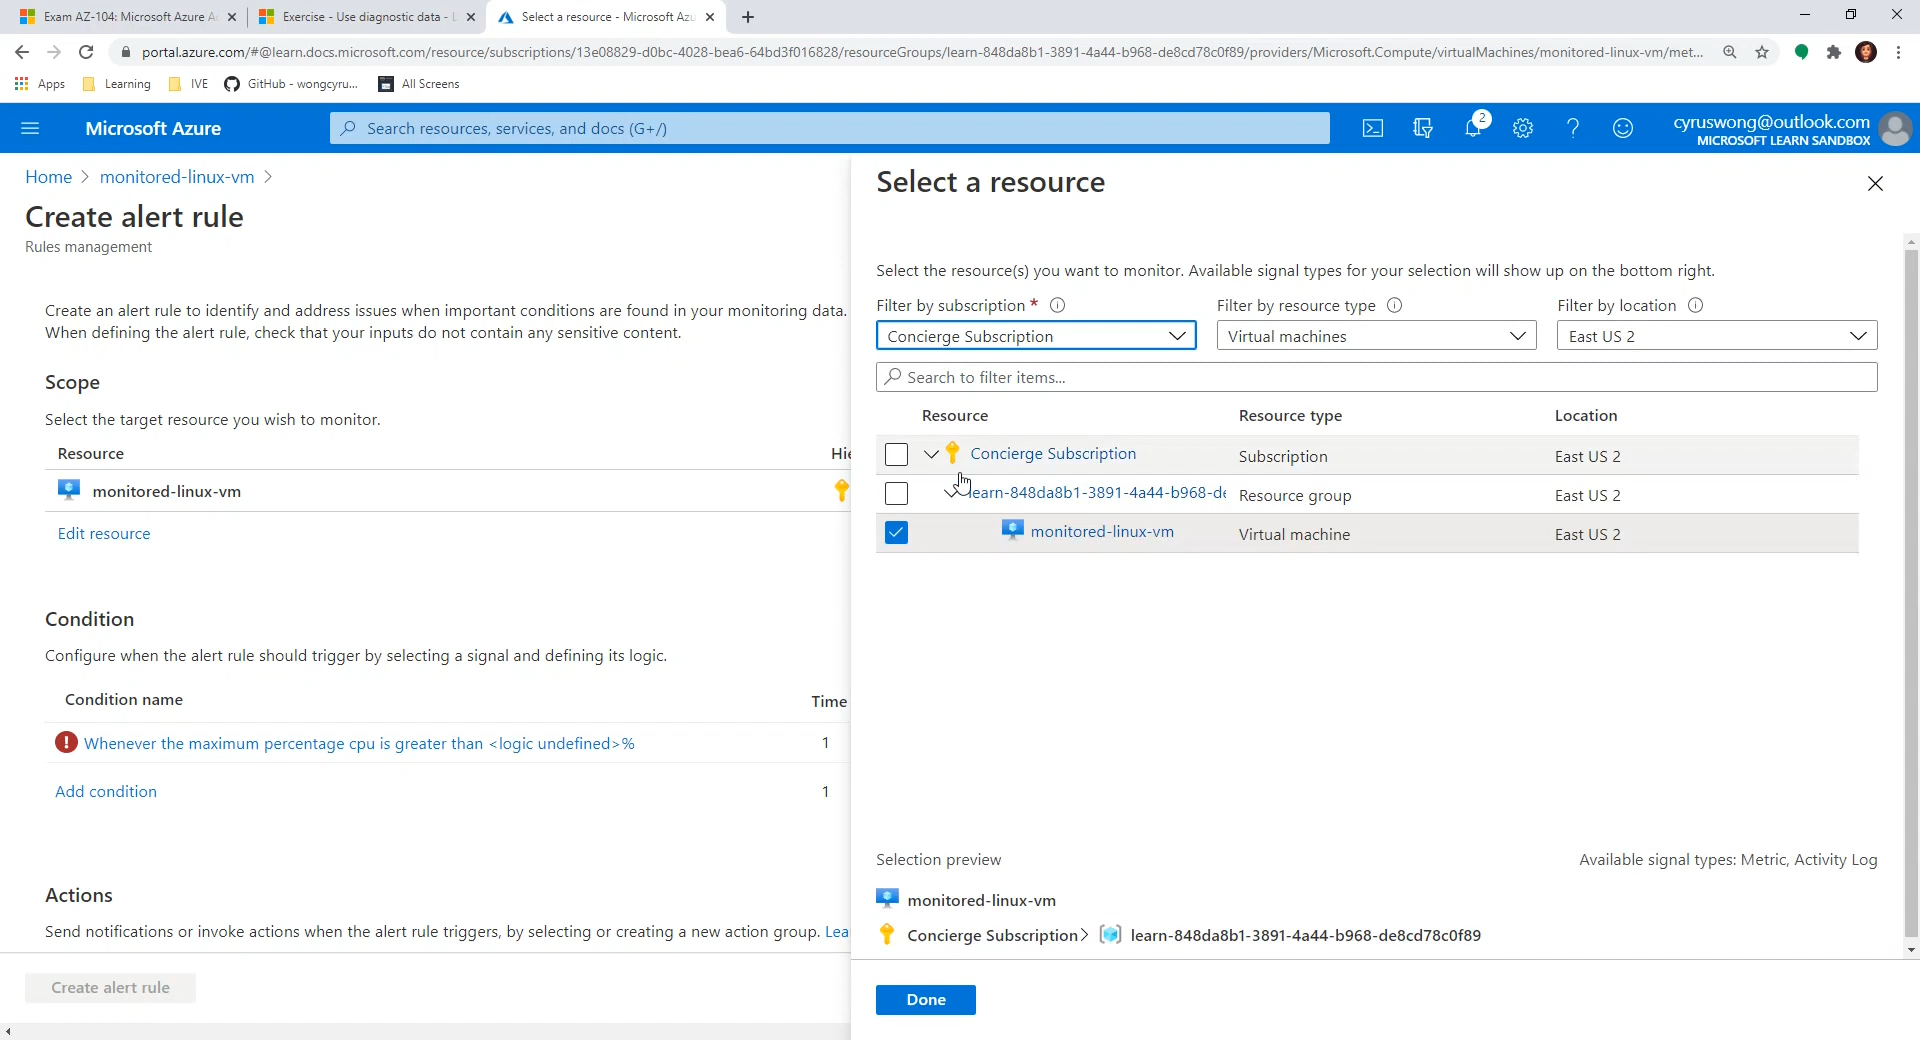 Exam AZ-104: Microsoft Azure Ad
Exercise - Use diagnostic data - L
Select a resource - Microsoft Azu
portal.azure.com/#@learn.docs.microsoft.com/resource/subscriptions/13e08829-d0bc-4028-bea6-64bd3f016828/resourceGroups/learn-848da8b1-3891-4a44-b968-de8cd78c0f89/providers/Microsoft.Compute/virtualMachines/monitored-linux-vm/met...
Apps
Learning
IVE
GitHub - wongcyru...
All Screens
Microsoft Azure
Search resources, services, and docs (G+/)
2
cyruswong@outlook.com
MICROSOFT LEARN SANDBOX
Home > monitored-linux-vm >
Create alert rule
Rules management
Create an alert rule to identify and address issues when important conditions are found in your monitoring data.
When defining the alert rule, check that your inputs do not contain any sensitive content.
Scope
Select the target resource you wish to monitor.
Resource
Hie
monitored-linux-vm
Edit resource
Condition
Configure when the alert rule should trigger by selecting a signal and defining its logic.
Condition name
Time
Whenever the maximum percentage cpu is greater than <logic undefined>%
1
Add condition
1
Actions
Send notifications or invoke actions when the alert rule triggers, by selecting or creating a new action group. Lea
Create alert rule
Select a resource
Select the resource(s) you want to monitor. Available signal types for your selection will show up on the bottom right.
Filter by subscription *
Filter by resource type
Filter by location
Concierge Subscription
Virtual machines
East US 2
Search to filter items...
Resource
Resource type
Location
Concierge Subscription
Subscription
East US 2
learn-848da8b1-3891-4a44-b968-de
Resource group
East US 2
monitored-linux-vm
Virtual machine
East US 2
Selection preview
Available signal types: Metric, Activity Log
monitored-linux-vm
Concierge Subscription > learn-848da8b1-3891-4a44-b968-de8cd78c0f89
Done